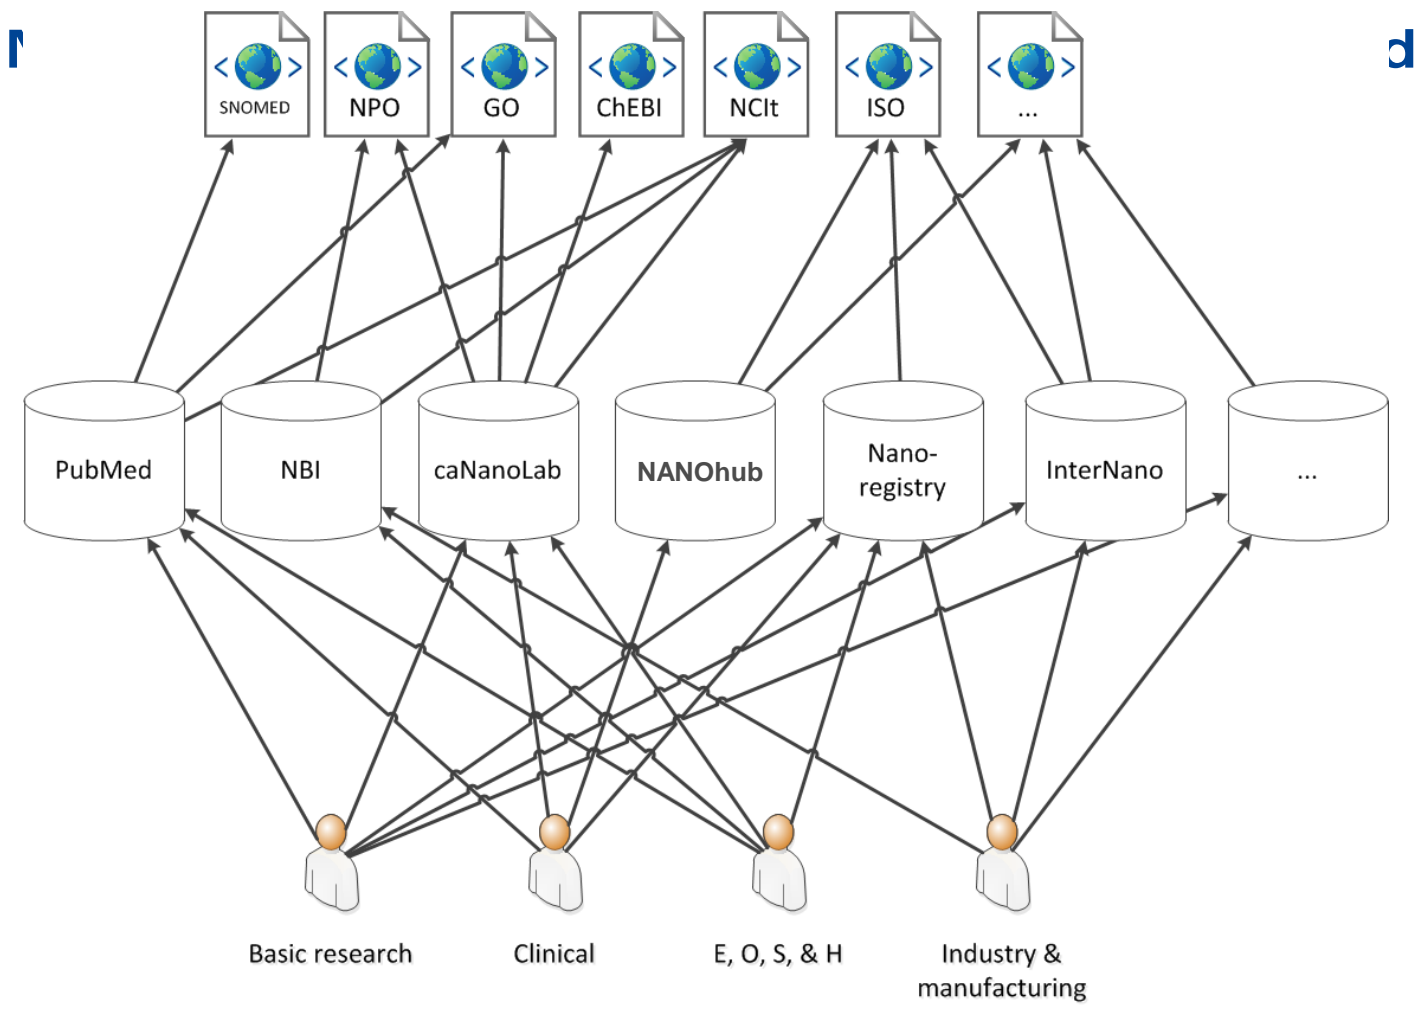 SNOMED
NPO
GO
ChEBI
NCIt
ISO
...
PubMed
NBI
caNanoLab
NANOhub
Nano-
registry
InterNano
...
Basic research
Clinical
E, O, S, & H
Industry &
manufacturing